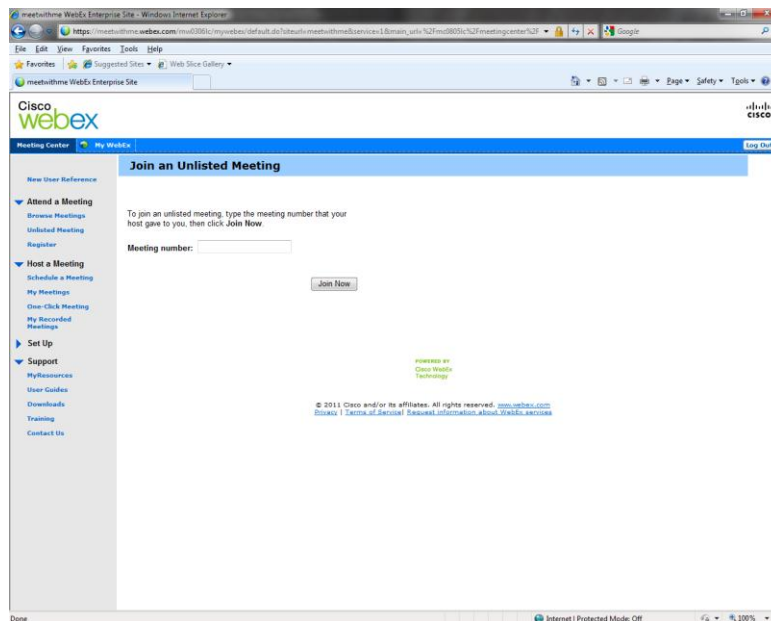 meetwithme WebEx Enterprise Site - Windows Internet Explorer
Google
File Edit View Favorites Tools Help
Favorites Suggested Sites Web Slice Gallery
meetwithme WebEx Enterprise Site
Page Safety Tools
Cisco
webex
CISCO
Meeting Center My WebEx Log Out
Join an Unlisted Meeting
New User Reference
Attend a Meeting
Browse Meetings
Unlisted Meeting
Register
Host a Meeting
Schedule a Meeting
My Meetings
One-Click Meeting
My Recorded
Meetings
Set Up
Support
MyResources
User Guides
Downloads
Training
Contact Us
To join an unlisted meeting, type the meeting number that your
host gave to you, then click Join Now.
Meeting number:
Join Now
POWERED BY
Cisco WebEx
Technology
© 2011 Cisco and/or its affiliates. All rights reserved. www.webex.com
Privacy | Terms of Service| Request information about WebEx services
Done Internet | Protected Mode: Off 100%